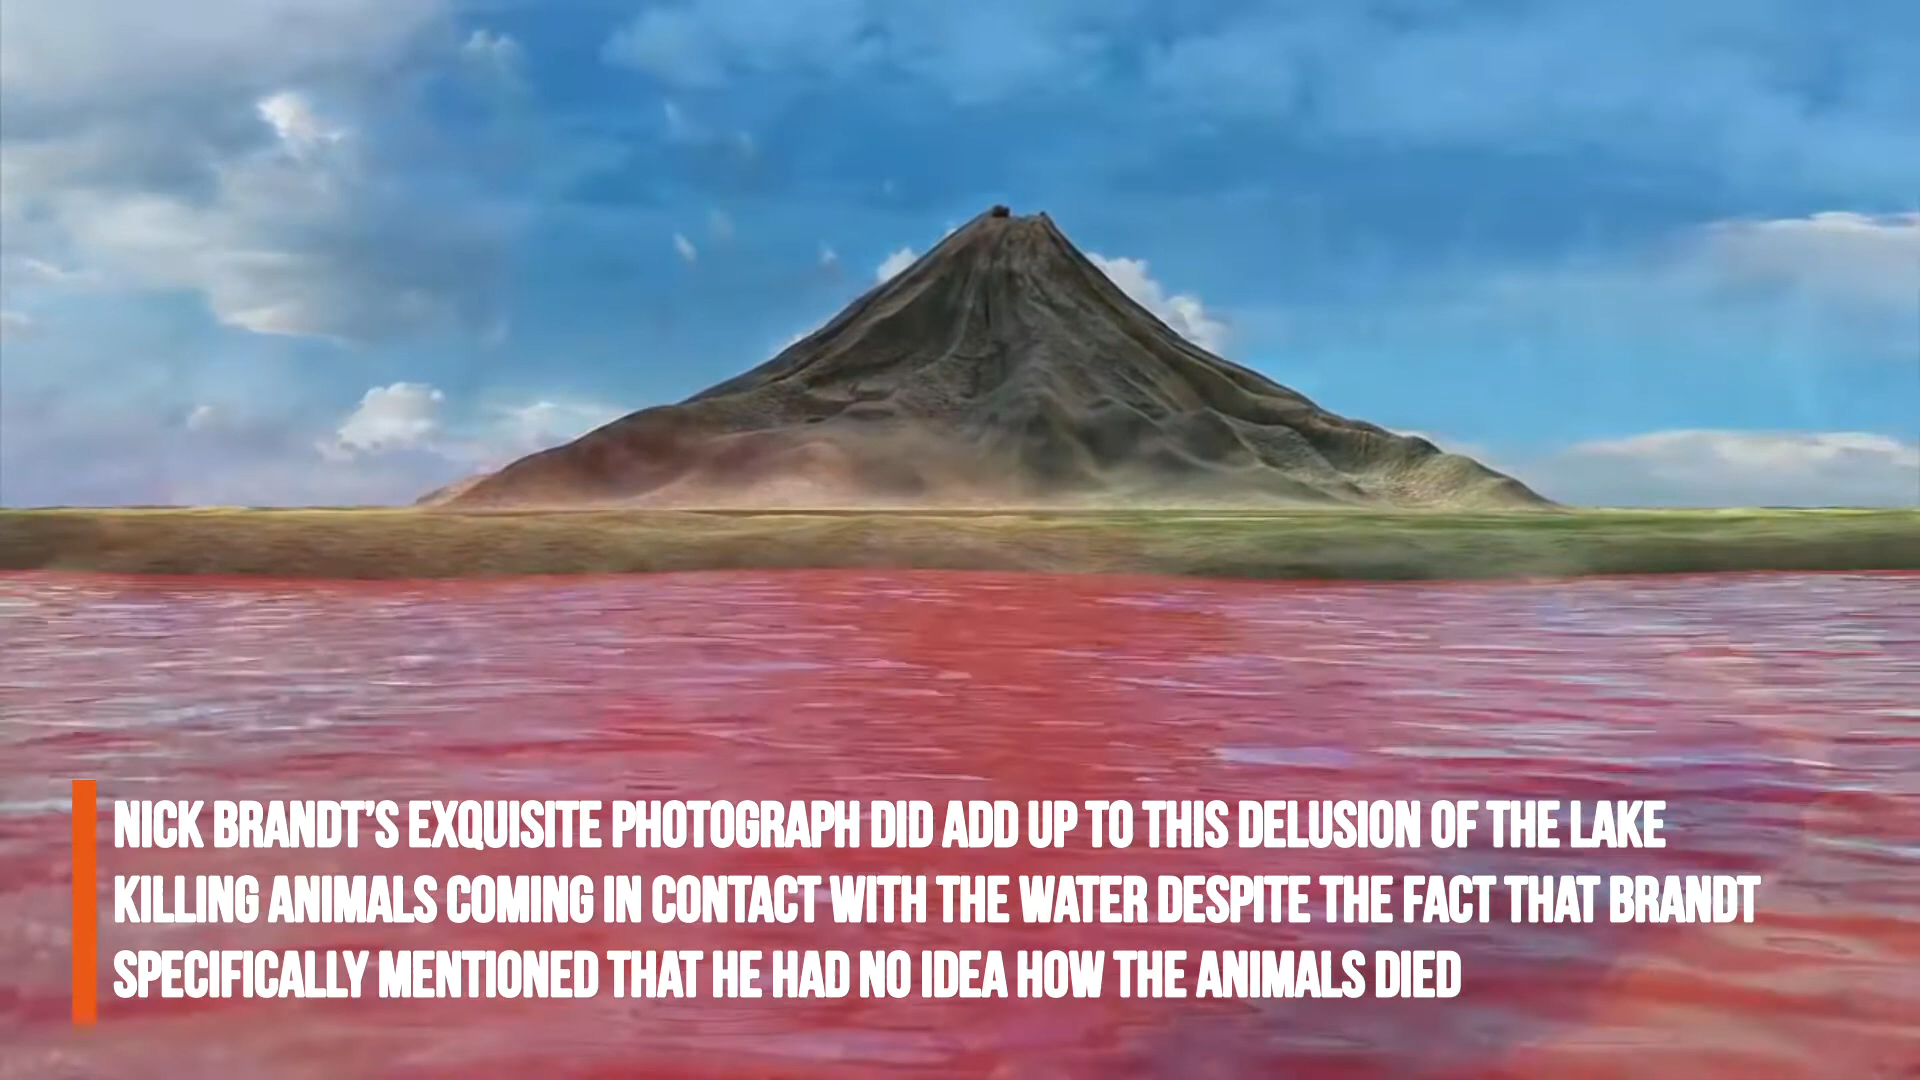 NICK BRANDT’S EXQUISITE PHOTOGRAPH DID ADD UP TO THIS DELUSION OF THE LAKE
KILLING ANIMALS COMING IN CONTACT WITH THE WATER DESPITE THE FACT THAT BRANDT
SPECIFICALLY MENTIONED THAT HE HAD NO IDEA HOW THE ANIMALS DIED